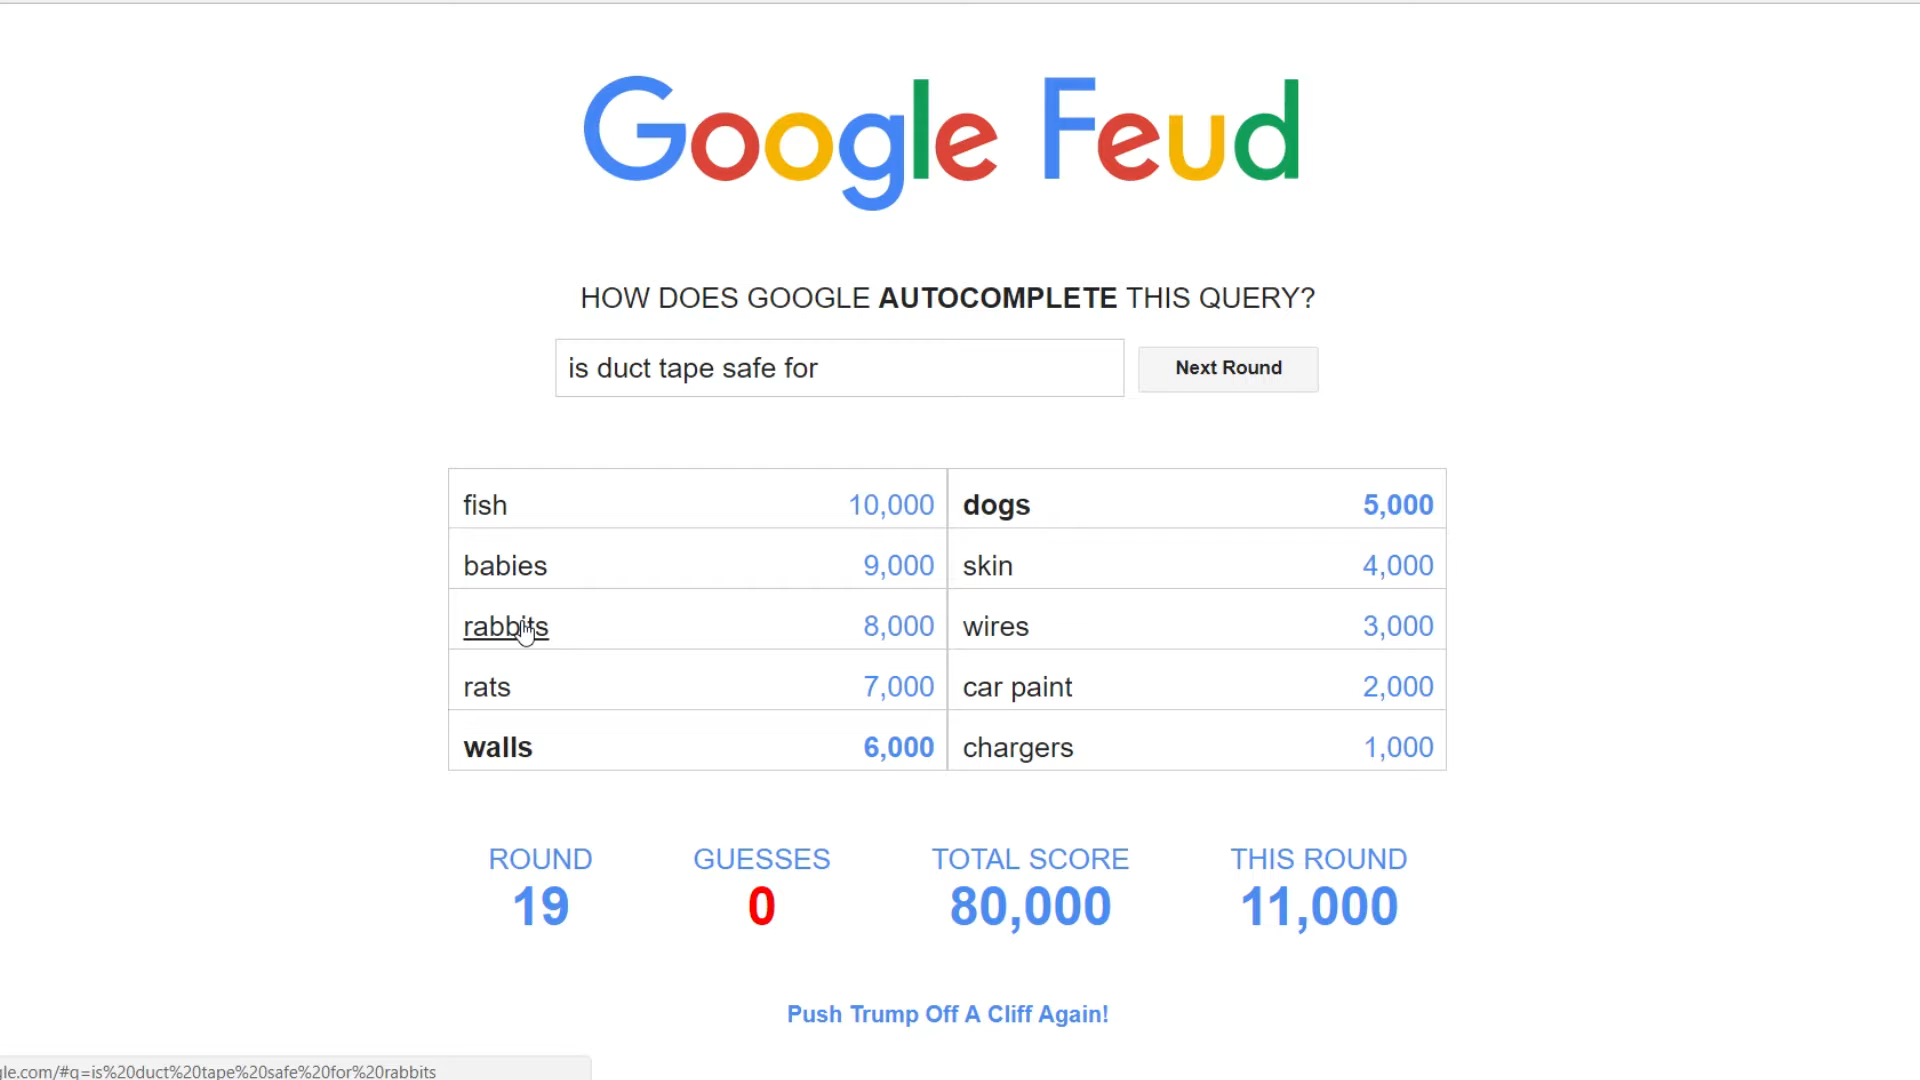 Google Feud
HOW DOES GOOGLE AUTOCOMPLETE THIS QUERY?
is duct tape safe for
Next Round
fish 10,000 dogs 5,000
babies 9,000 skin 4,000
rabbits 8,000 wires 3,000
rats 7,000 car paint 2,000
walls 6,000 chargers 1,000
ROUND GUESSES TOTAL SCORE THIS ROUND
19 0 80,000 11,000
Push Trump Off A Cliff Again!
gle.com/#q=is%20duct%20tape%20safe%20for%20rabbits